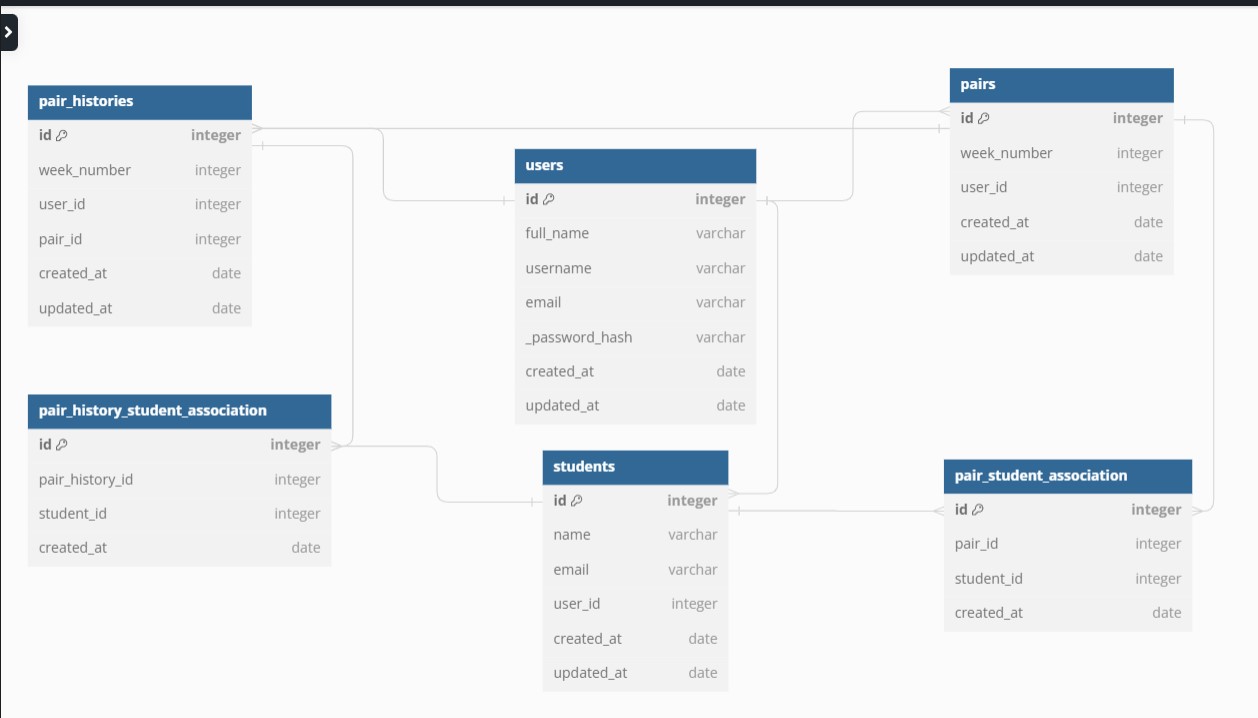 pair_histories
id integer
week_number integer
user_id integer
pair_id integer
created_at date
updated_at date
users
id integer
full_name varchar
username varchar
email varchar
_password_hash varchar
created_at date
updated_at date
pairs
id integer
week_number integer
user_id integer
created_at date
updated_at date
pair_history_student_association
id integer
pair_history_id integer
student_id integer
created_at date
students
id integer
name varchar
email varchar
user_id integer
created_at date
updated_at date
pair_student_association
id integer
pair_id integer
student_id integer
created_at date